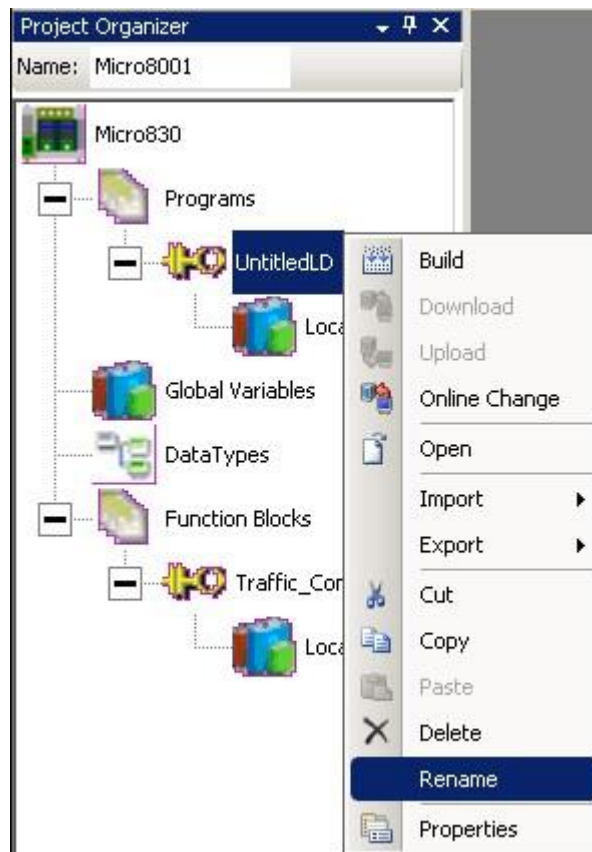 Project Organizer
Name: Micro8001
Micro830
Programs
UntitledLD
Loca
Global Variables
DataTypes
Function Blocks
Traffic_Con
Loca
Build
Download
Upload
Online Change
Open
Import
Export
Cut
Copy
Paste
Delete
Rename
Properties